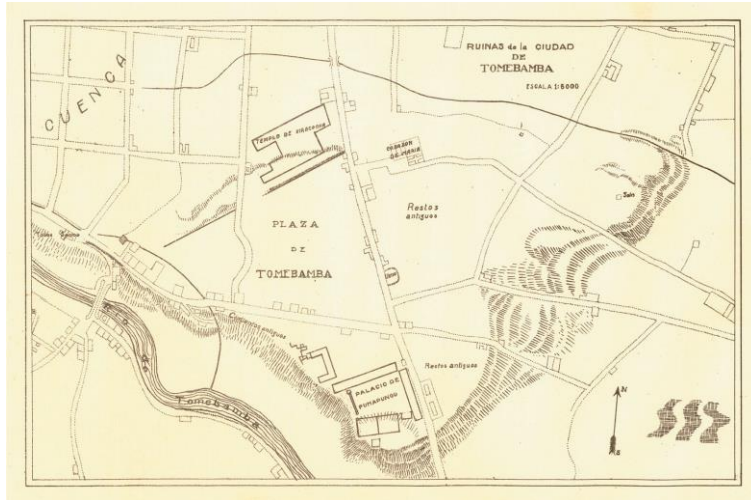 RUINAS de la CIUDAD
DE
TOMEBAMBA
ESCALA 1:5000
CUENCA
TEMPLO DE
CORAZON
DE MARIA
Restos
antiguos
PLAZA
DE
TOMEBAMBA
Restos antiguos
PALACIO DE
PUMAPUNGO
Tomebamba
N
S